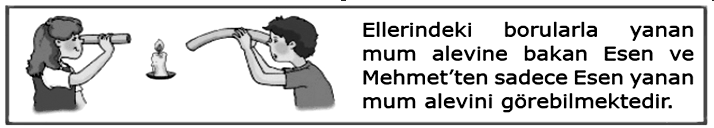 Ellerindeki borularla yanan
mum alevine bakan Esen ve
Mehmet'ten sadece Esen yanan
mum alevini görebilmektedir.